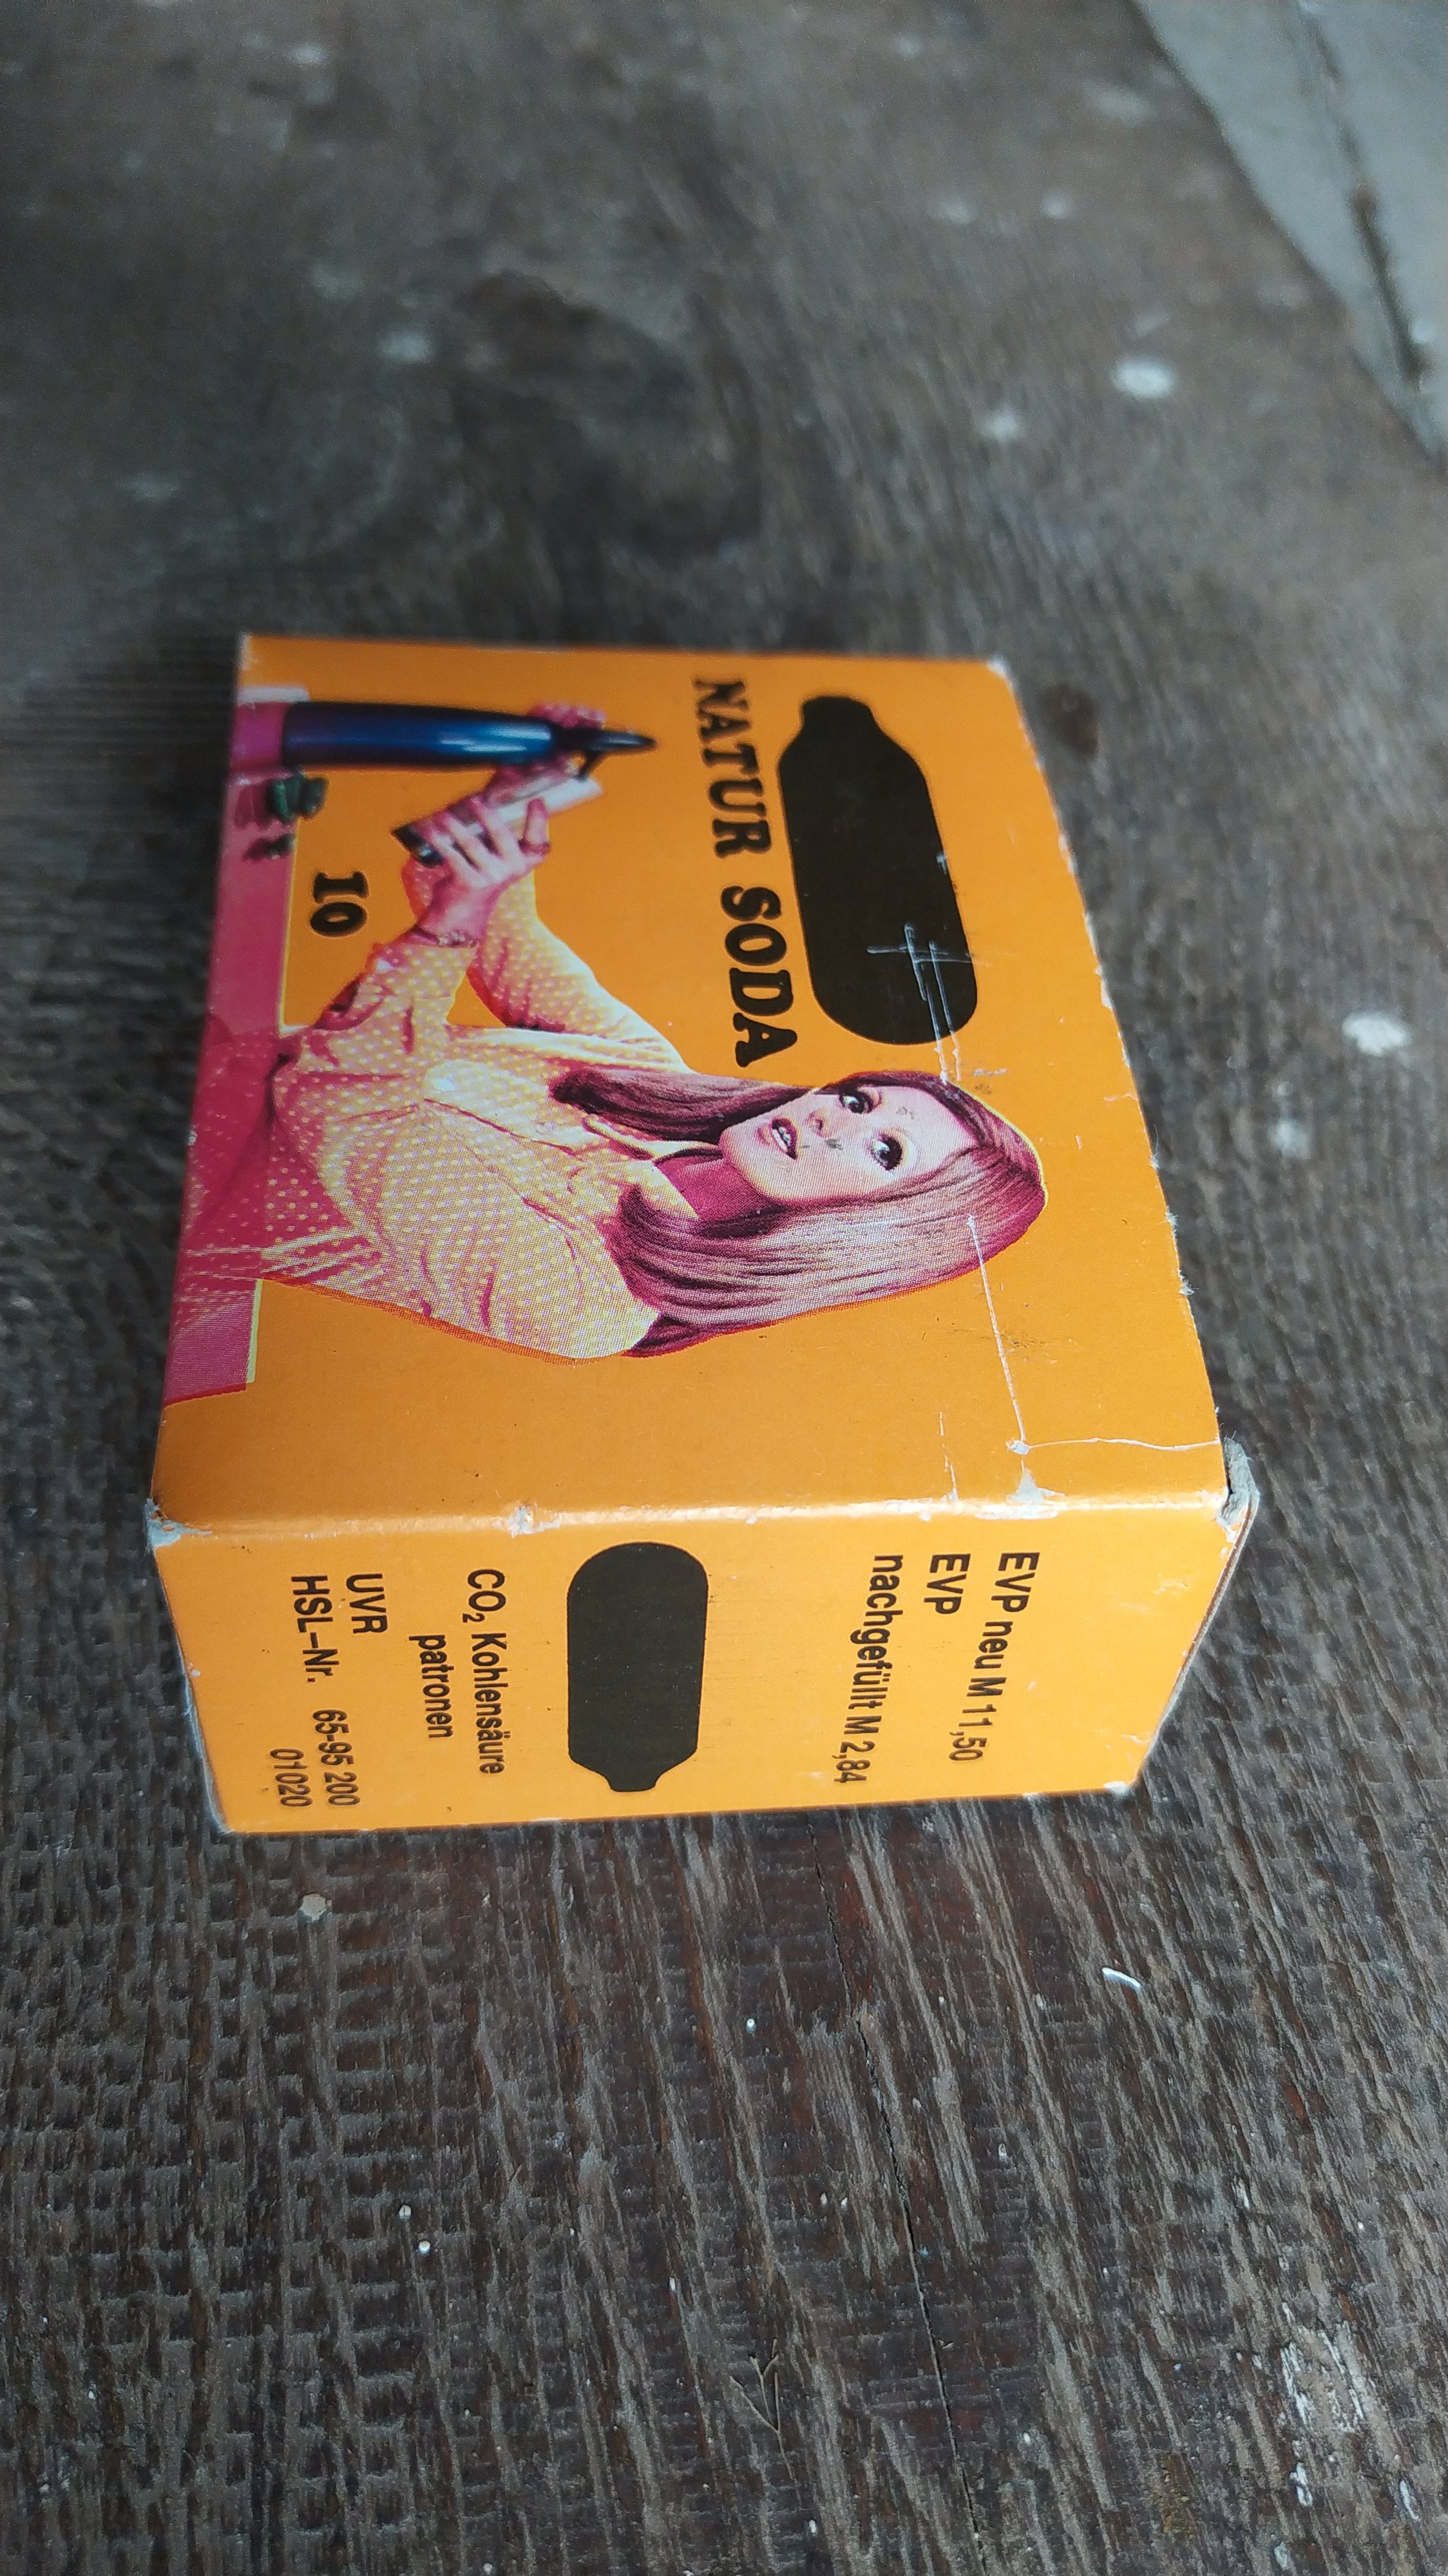 NATUR SODA
10
EVP neu M 11,50
EVP
nachgefüllt M 2,84
CO₂ Kohlensäure
patronen
UVR 65-95 200
HSL-Nr. 01020